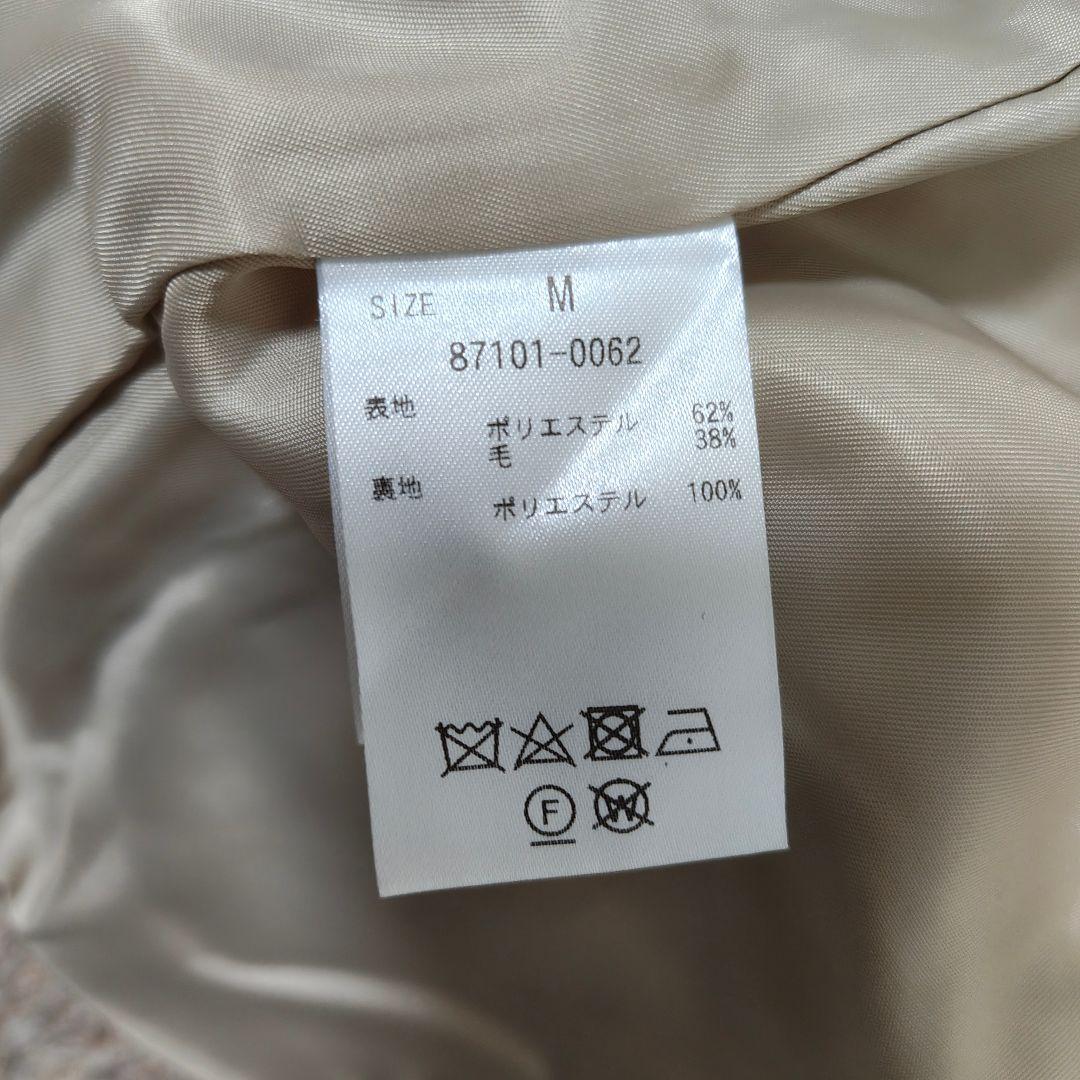 SIZE M
87101-0062
表地
ポリエステル 62%
毛 38%
裏地
ポリエステル 100%
F W